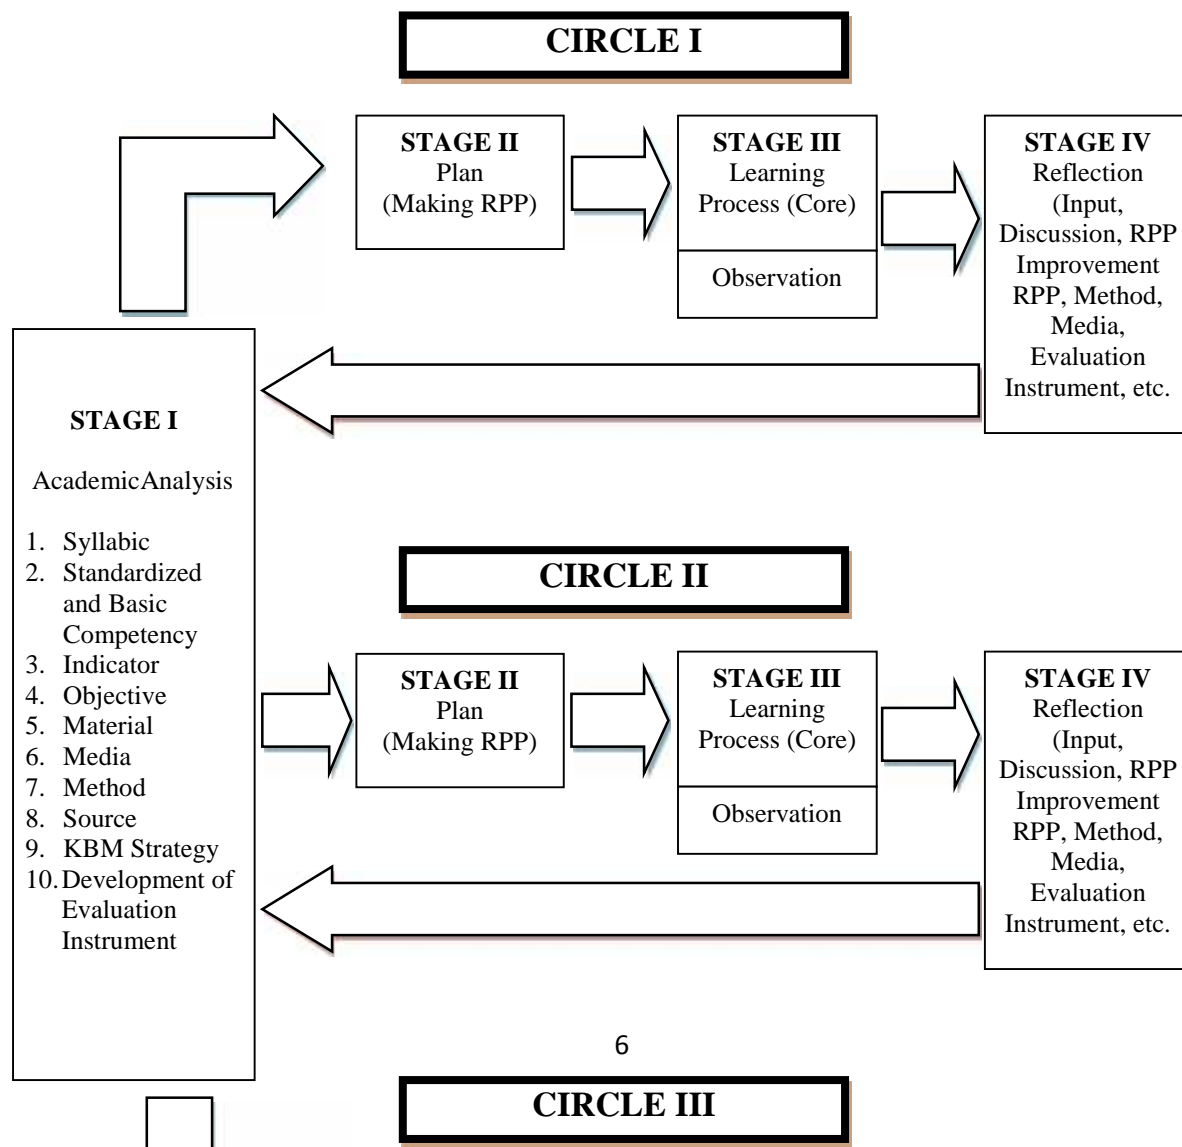 CIRCLE I
STAGE II
Plan
(Making RPP)
STAGE III
Learning
Process (Core)
Observation
STAGE IV
Reflection
(Input,
Discussion, RPP
Improvement
RPP, Method,
Media,
Evaluation
Instrument, etc.
STAGE I
AcademicAnalysis
1. Syllabic
2. Standardized
and Basic
Competency
3. Indicator
4. Objective
5. Material
6. Media
7. Method
8. Source
9. KBM Strategy
10. Development of
Evaluation
Instrument
CIRCLE II
STAGE II
Plan
(Making RPP)
STAGE III
Learning
Process (Core)
Observation
STAGE IV
Reflection
(Input,
Discussion, RPP
Improvement
RPP, Method,
Media,
Evaluation
Instrument, etc.
6
CIRCLE III